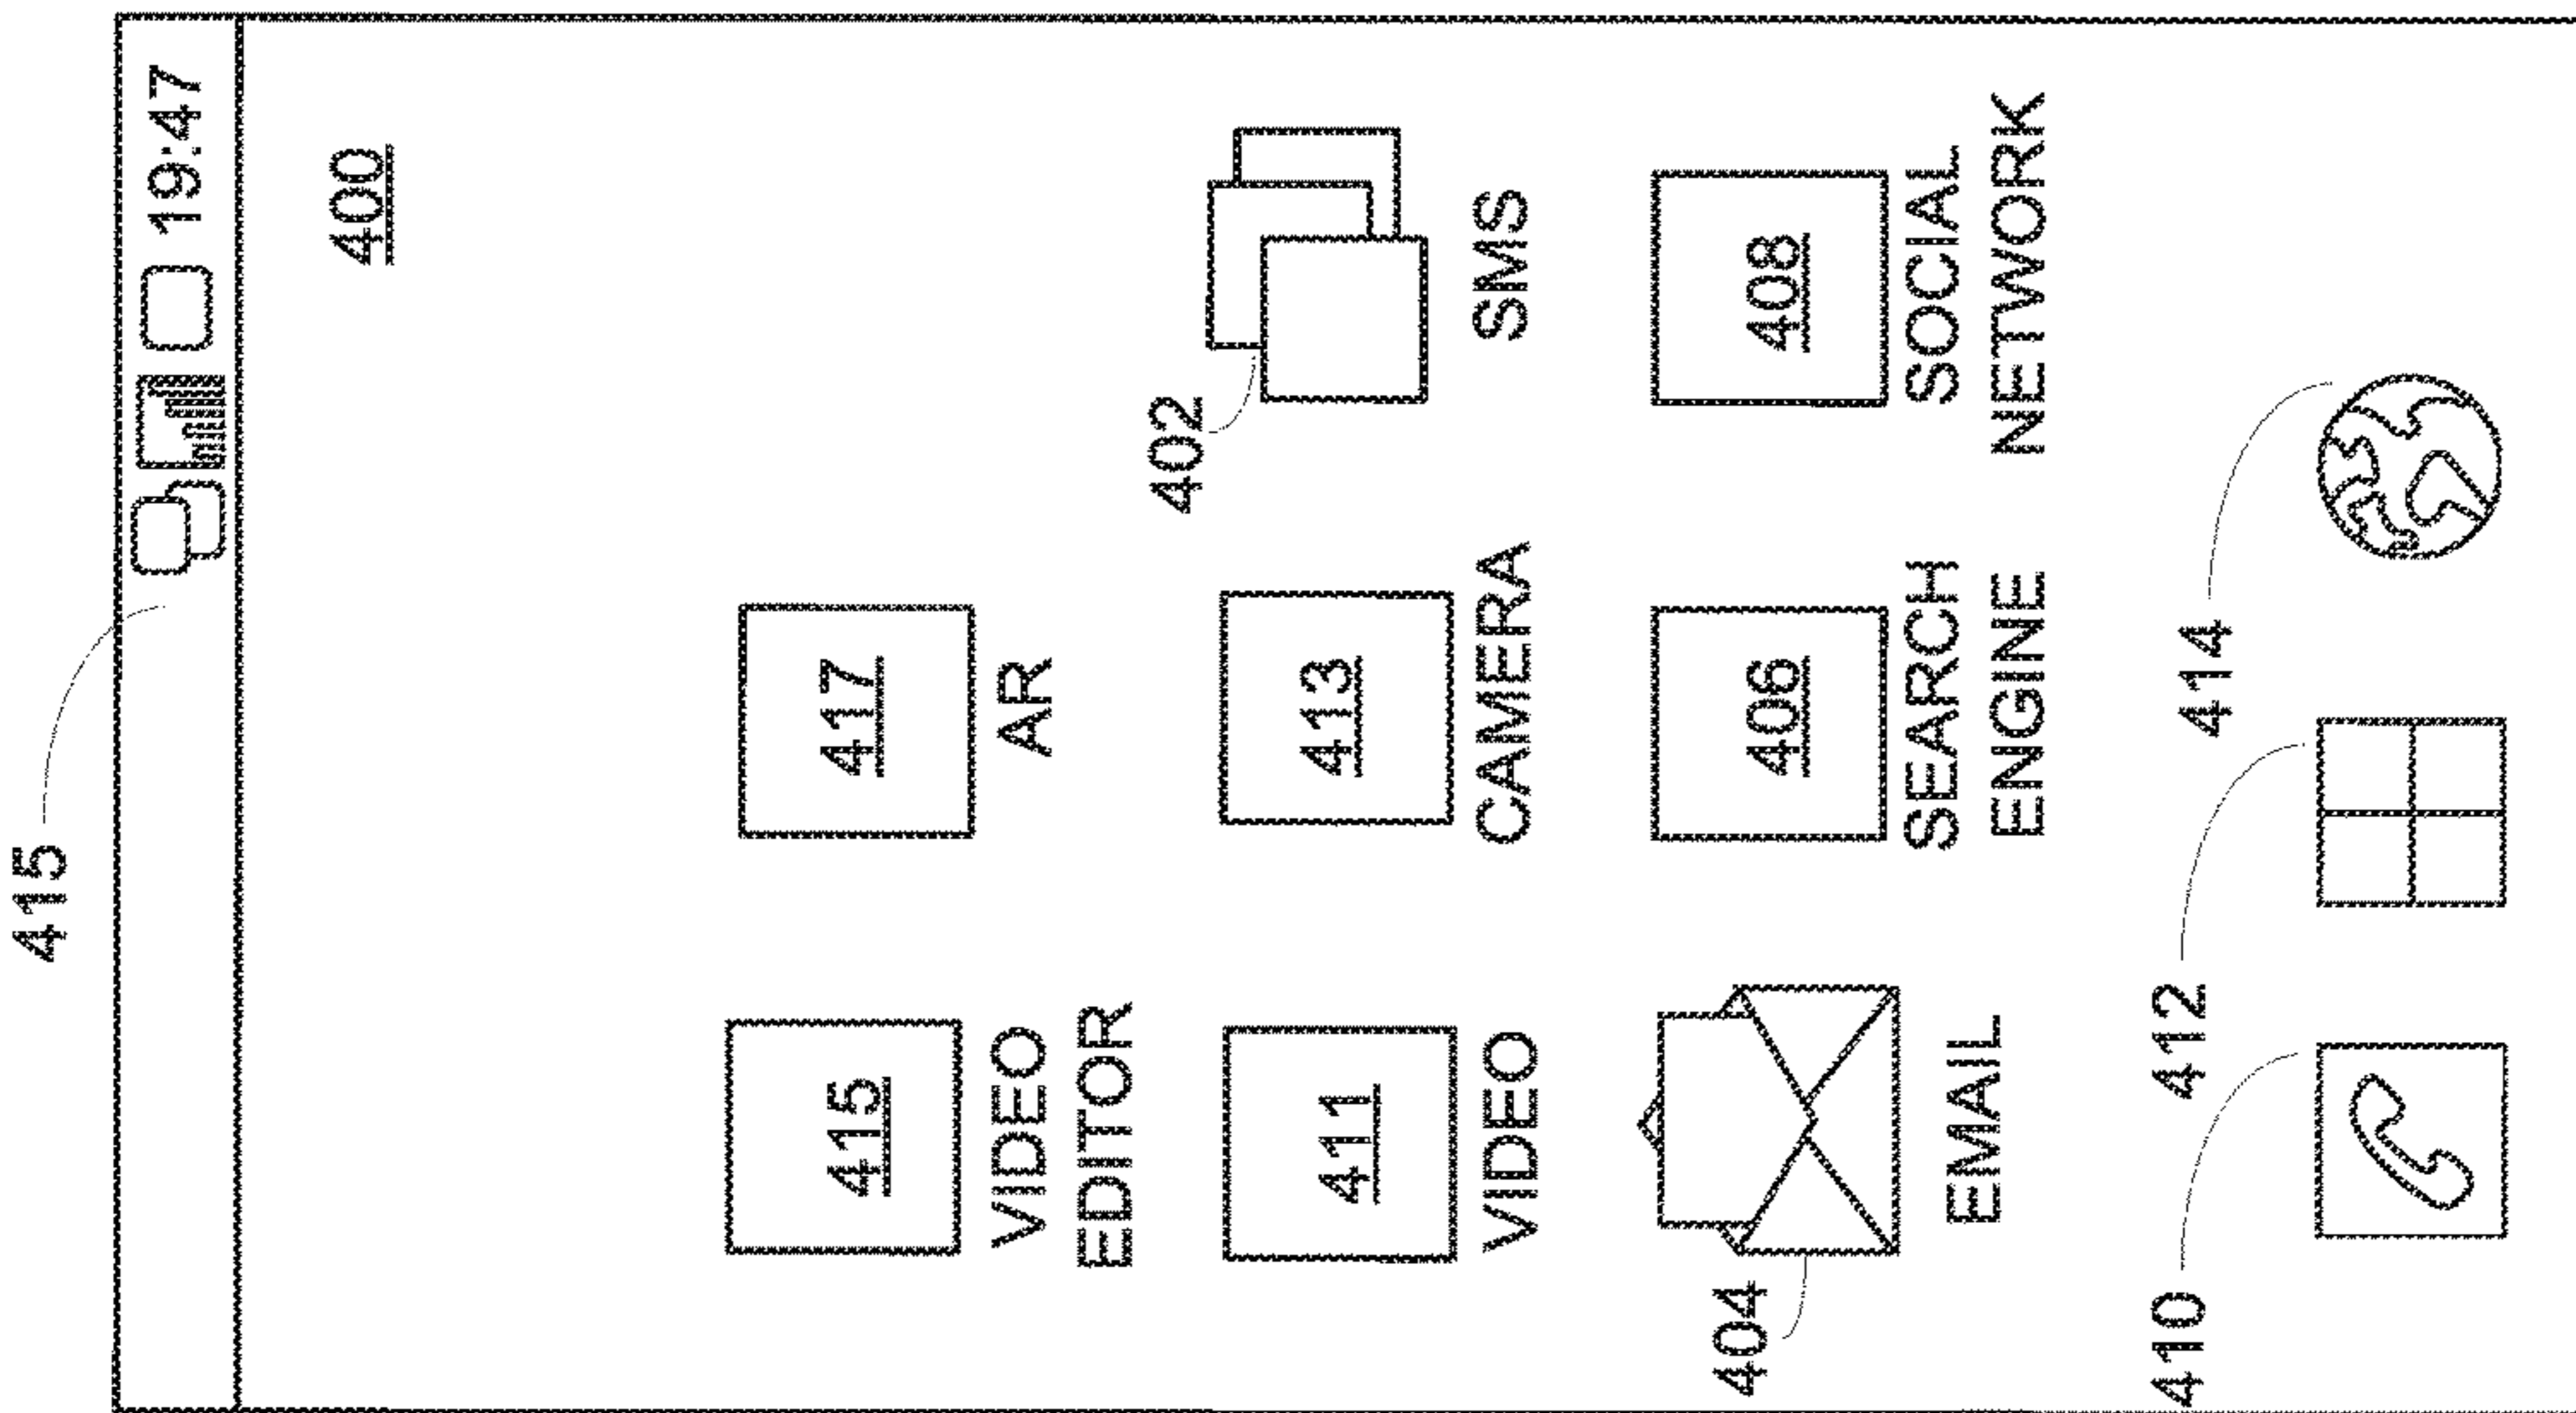 415
19:47
400
415 417
VIDEO AR
EDITOR
402
411 413
VIDEO CAMERA SMS
404 406 408
EMAIL
SEARCH SOCIAL
ENGINE NETWORK
410 412 414